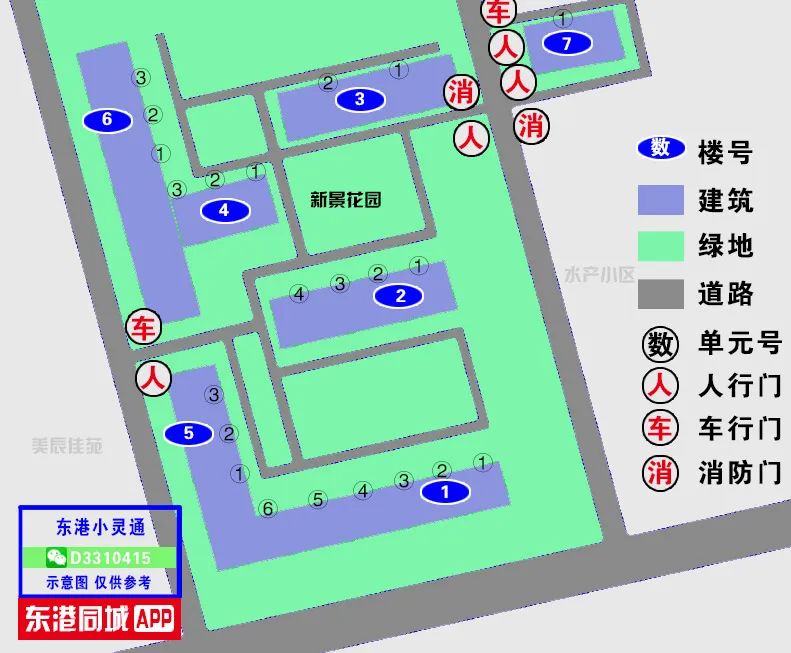 车
人
①
7
人
③
②
①
消
3
6
②
人
消
①
数 楼号
③
②
①
4
新景花园
建筑
绿地
水产小区
④
③
②
①
2
道路
车
数 单元号
人
人 人行门
③
5
②
车 车行门
美辰佳苑
①
⑥
⑤
④
③
②
①
1
消 消防门
东港小灵通
D3310415
示意图 仅供参考
东港同城APP